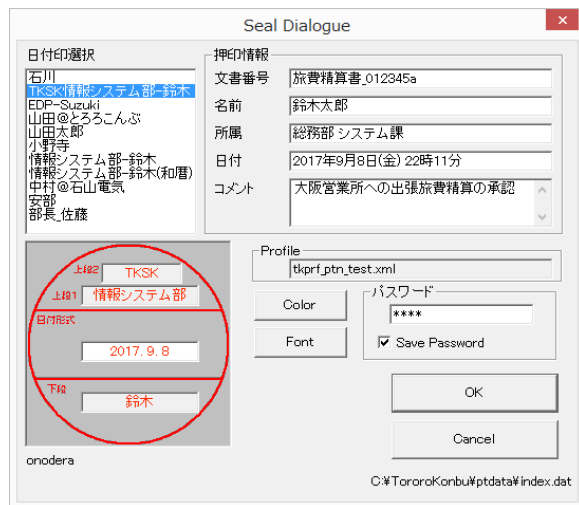 Seal Dialogue
日付印選択
石川
TKSK情報システム部-鈴木
EDP-Suzuki
山田@とろろこんぶ
山田太郎
小野寺
情報システム部-鈴木
情報システム部-鈴木(和暦)
中村@石山電気
安部
部長_佐藤
押印情報
文書番号 旅費精算書_012345a
名前 鈴木太郎
所属 総務部 システム課
日付 2017年9月8日(金) 22時11分
コメント 大阪営業所への出張旅費精算の承認
上段2 TKSK
上段1 情報システム部
日付形式
2017. 9. 8
下段
鈴木
onodera
Profile
tkprf_ptn_test.xml
Color
Font
パスワード
****
Save Password
OK
Cancel
C:¥TororoKonbu¥ptdata¥index.dat